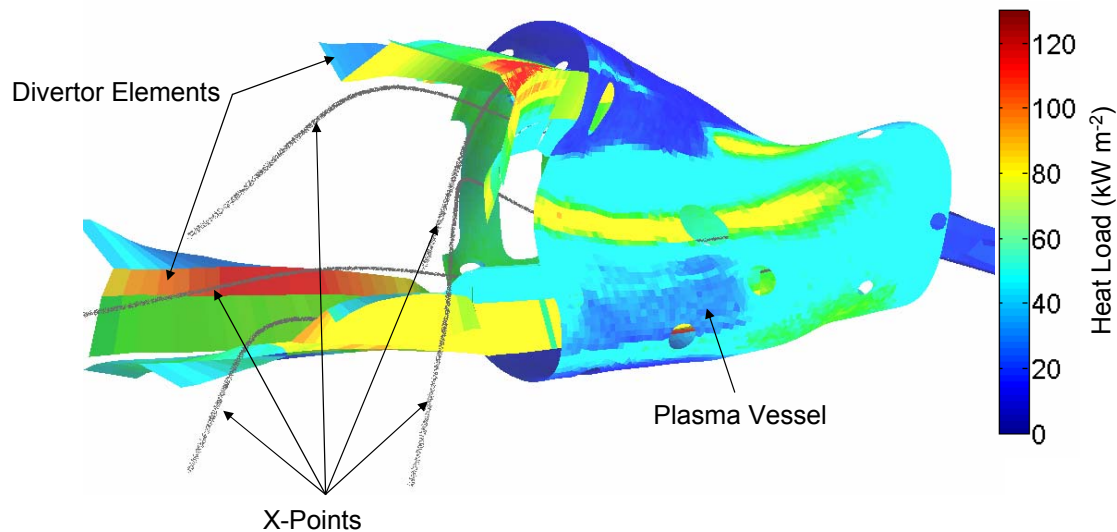 Divertor Elements
X-Points
Plasma Vessel
120
100
80
60
40
20
0
Heat Load (kW m-2)